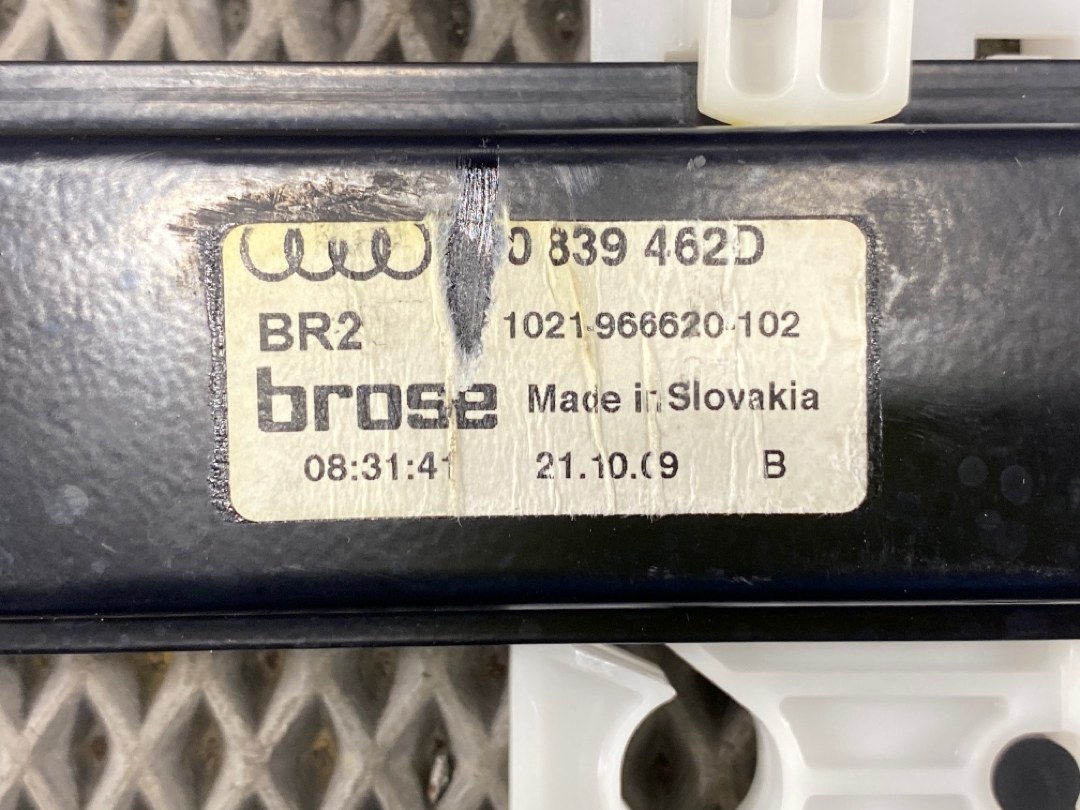 0 839 462D
BR2 1021-966620-102
brose Made in Slovakia
08:31:41 21.10.09 B